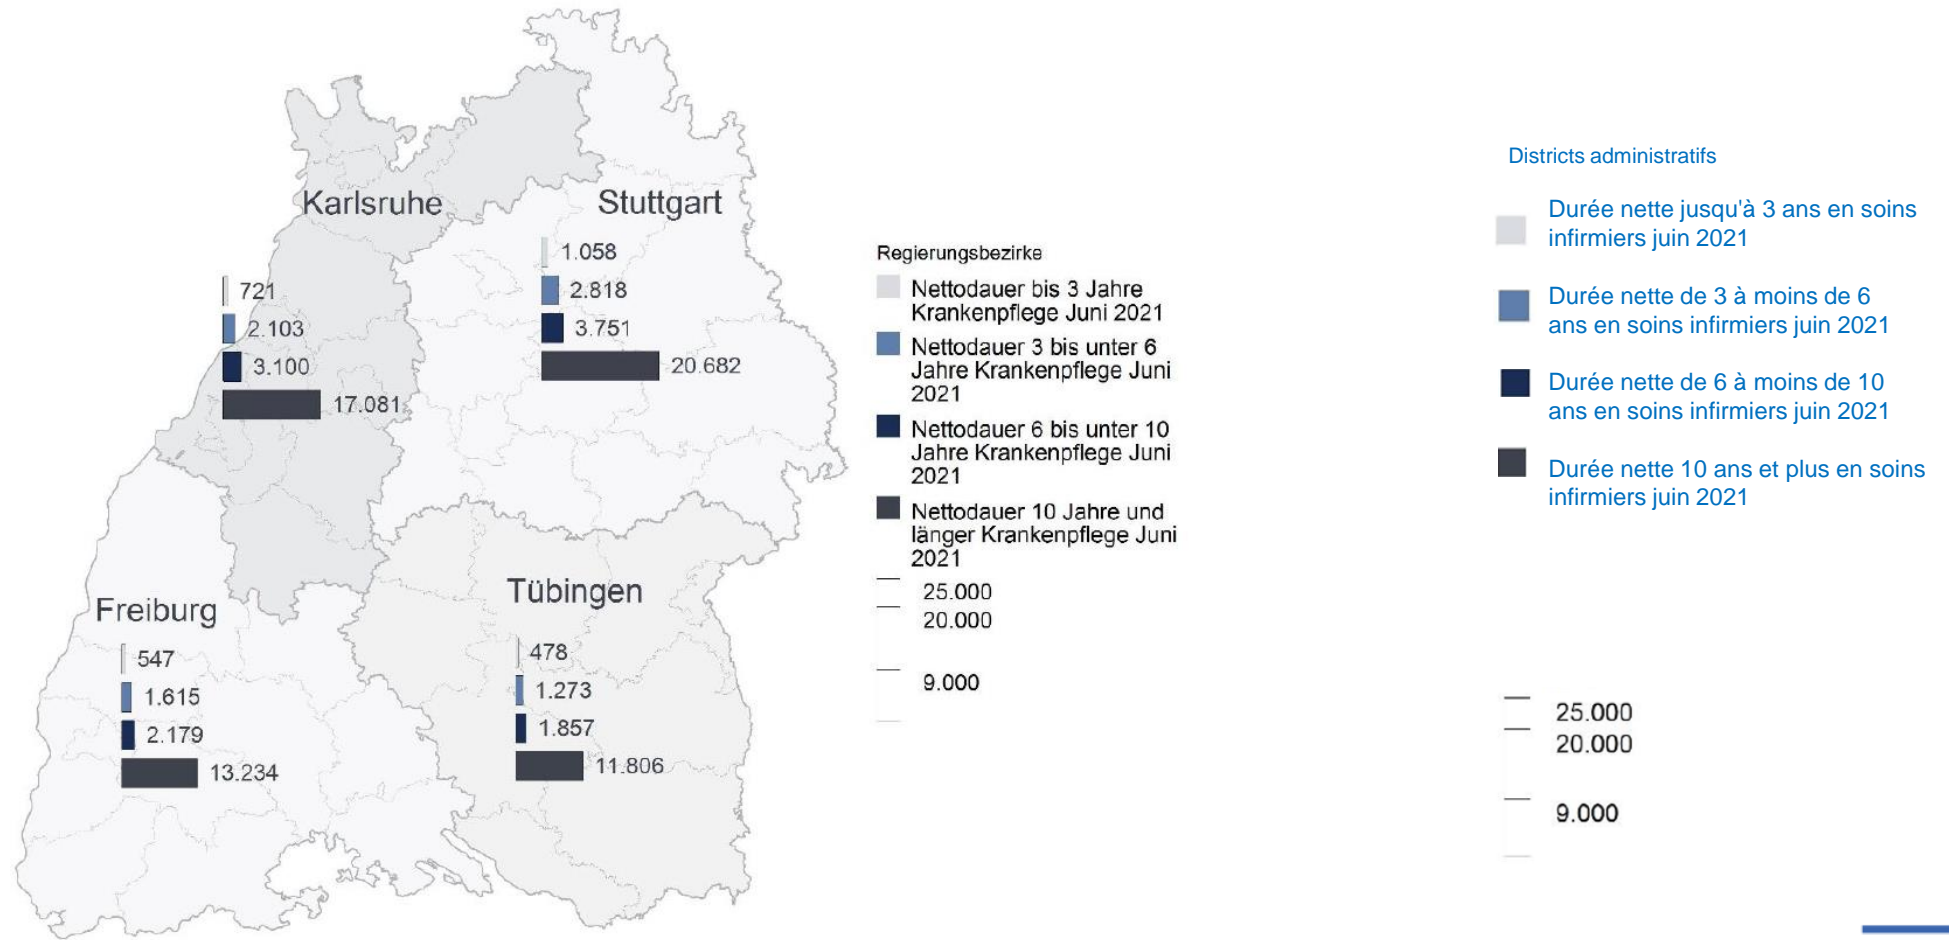 Karlsruhe
721
2.103
3.100
17.081
Stuttgart
1.058
2.818
3.751
20.682
Freiburg
547
1.615
2.179
13.234
Tübingen
478
1.273
1.857
11.806
Regierungsbezirke
Nettodauer bis 3 Jahre
Krankenpflege Juni 2021
Nettodauer 3 bis unter 6
Jahre Krankenpflege Juni
2021
Nettodauer 6 bis unter 10
Jahre Krankenpflege Juni
2021
Nettodauer 10 Jahre und
länger Krankenpflege Juni
2021
25.000
20.000
9.000
Districts administratifs
Durée nette jusqu'à 3 ans en soins
infirmiers juin 2021
Durée nette de 3 à moins de 6
ans en soins infirmiers juin 2021
Durée nette de 6 à moins de 10
ans en soins infirmiers juin 2021
Durée nette 10 ans et plus en soins
infirmiers juin 2021
25.000
20.000
9.000